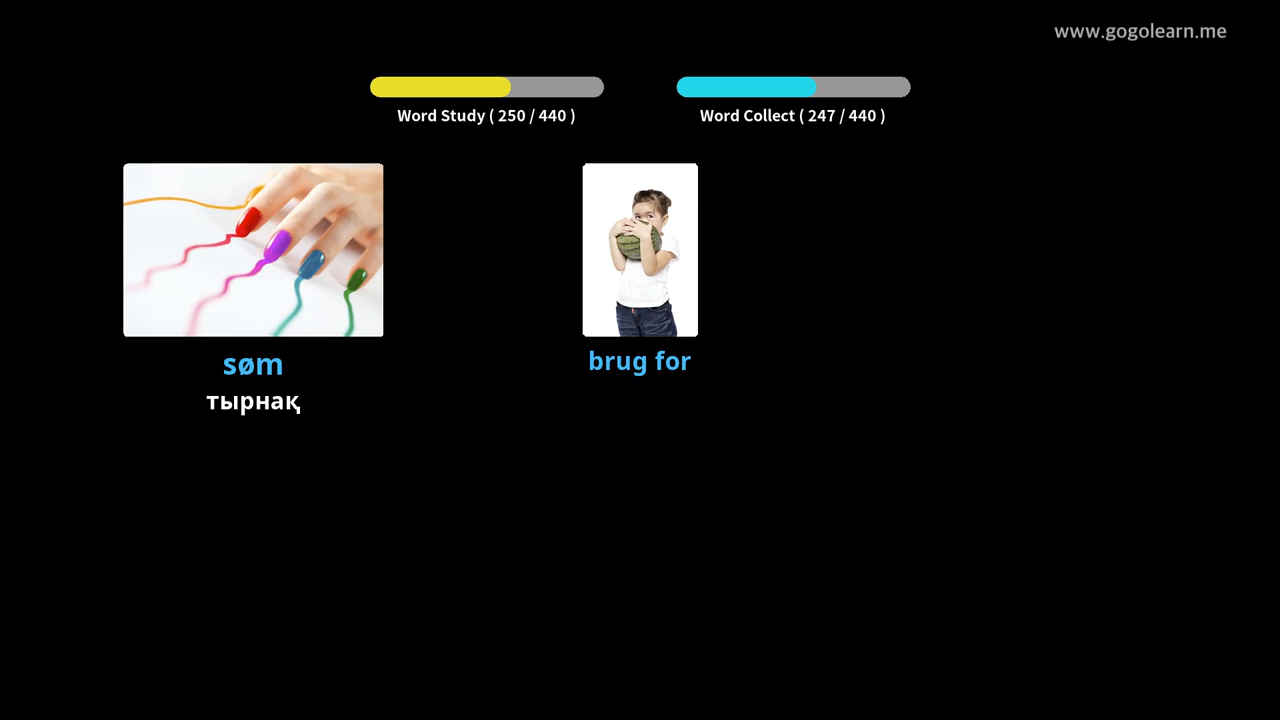 www.gogolearn.me
Word Study ( 250 / 440 )
Word Collect ( 247 / 440 )
søm
тырнақ
brug for